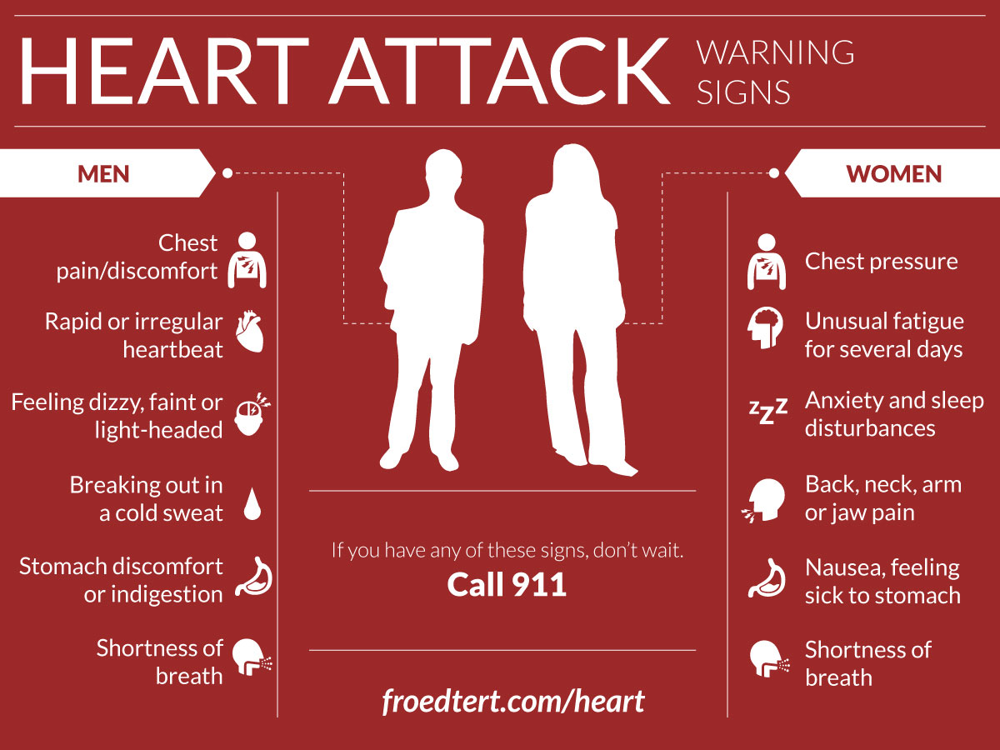 HEART ATTACK
WARNING
SIGNS
MEN
Chest
pain/discomfort
Rapid or irregular
heartbeat
Feeling dizzy, faint or
light-headed
Breaking out in
a cold sweat
Stomach discomfort
or indigestion
Shortness of
breath
WOMEN
Chest pressure
Unusual fatigue
for several days
zzz
Anxiety and sleep
disturbances
Back, neck, arm
or jaw pain
Nausea, feeling
sick to stomach
Shortness of
breath
If you have any of these signs, don’t wait.
Call 911
froedtert.com/heart